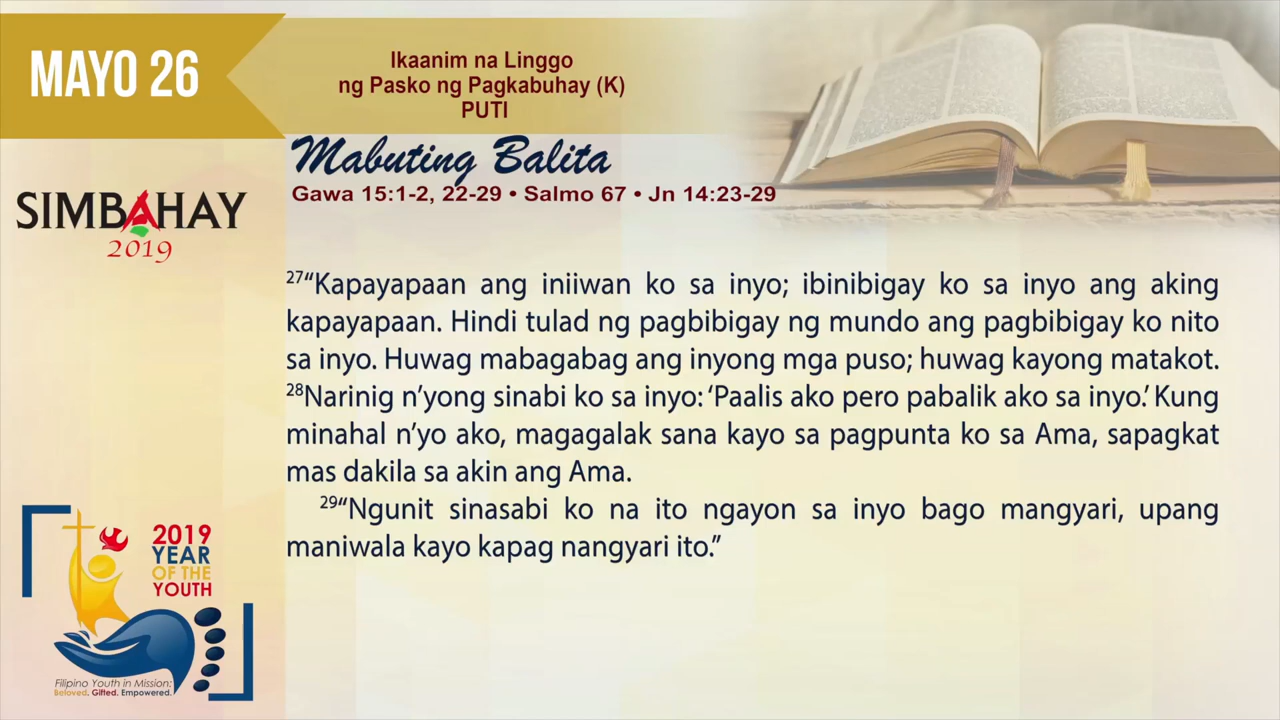 MAYO 26
Ikaanim na Linggo
ng Pasko ng Pagkabuhay (K)
PUTI
Mabuting Balita
Gawa 15:1-2, 22-29 • Salmo 67 • Jn 14:23-29
SIMBAHAY
2019
27“Kapayapaan ang iniiwan ko sa inyo; ibinibigay ko sa inyo ang aking
kapayapaan. Hindi tulad ng pagbibigay ng mundo ang pagbibigay ko nito
sa inyo. Huwag mabagabag ang inyong mga puso; huwag kayong matakot.
28Narinig n’yong sinabi ko sa inyo: ‘Paalis ako pero pabalik ako sa inyo.’ Kung
minahal n’yo ako, magagalak sana kayo sa pagpunta ko sa Ama, sapagkat
mas dakila sa akin ang Ama.
29“Ngunit sinasabi ko na ito ngayon sa inyo bago mangyari, upang
maniwala kayo kapag nangyari ito.”
2019
YEAR
OF THE
YOUTH
Filipino Youth in Mission:
Beloved. Gifted. Empowered.